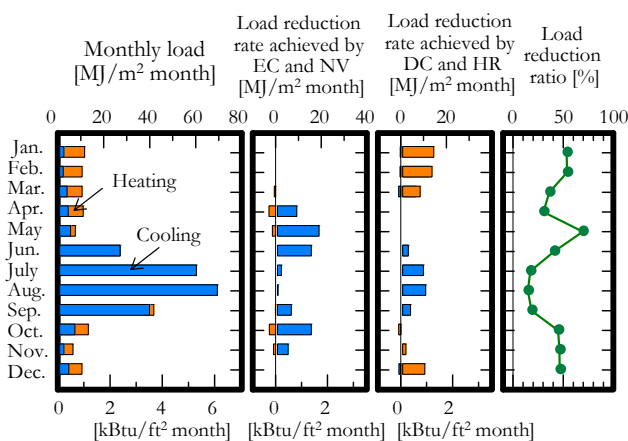 Monthly load
[MJ/m² month]
Load reduction
rate achieved by
EC and NV
[MJ/m² month]
Load reduction
rate achieved by
DC and HR
[MJ/m² month]
Load
reduction
ratio [%]
0 20 40 60 80
0 20 40
0 20
0 50 100
Jan.
Feb.
Mar.
Apr.
May
Jun.
July
Aug.
Sep.
Oct.
Nov.
Dec.
Heating
Cooling
0 2 4 6
0 2
0 2
[kBtu/ft² month] [kBtu/ft² month] [kBtu/ft² month]